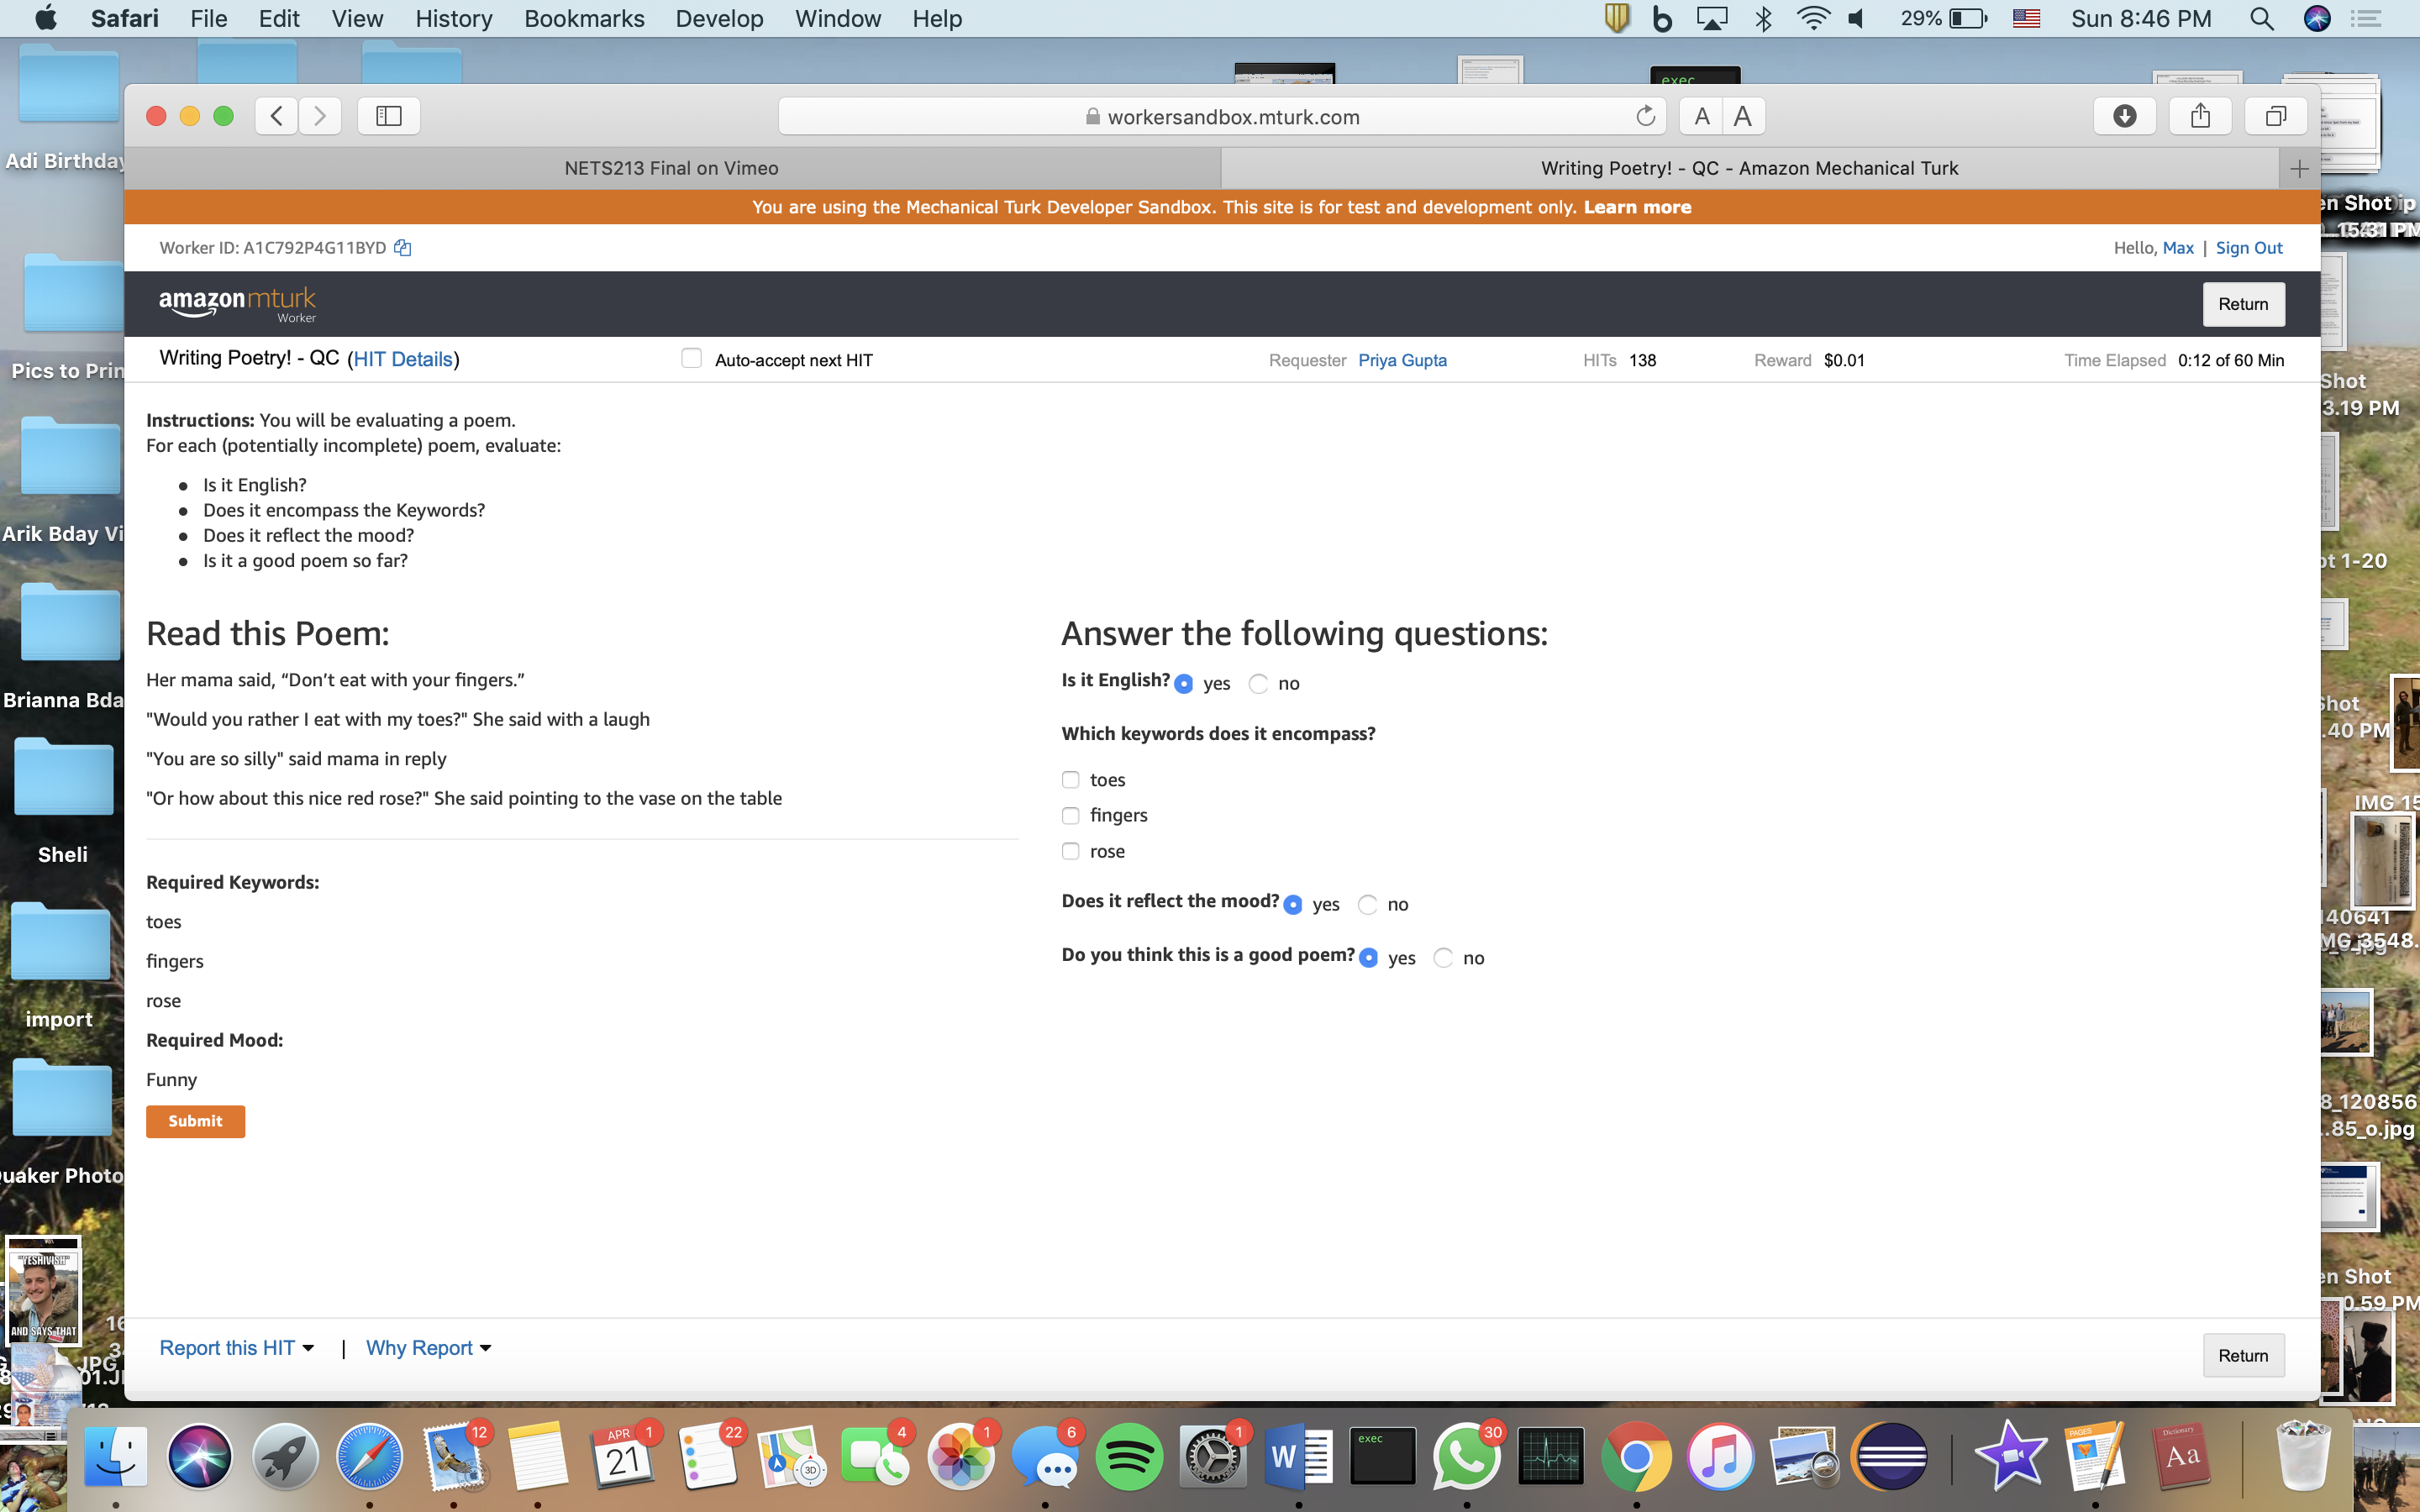 Safari File Edit View History Bookmarks Develop Window Help 29% Sun 8:46 PM
exec
workersandbox.mturk.com A A
NETS213 Final on Vimeo Writing Poetry! - QC - Amazon Mechanical Turk
You are using the Mechanical Turk Developer Sandbox. This site is for test and development only. Learn more
Worker ID: A1C792P4G11BYD Hello, Max | Sign Out
amazon mturk
Worker
Return
Writing Poetry! - QC (HIT Details) Auto-accept next HIT Requester Priya Gupta HITs 138 Reward $0.01 Time Elapsed 0:12 of 60 Min
Instructions: You will be evaluating a poem.
For each (potentially incomplete) poem, evaluate:
Is it English?
Does it encompass the Keywords?
Does it reflect the mood?
Is it a good poem so far?
Read this Poem:
Her mama said, “Don’t eat with your fingers.”
"Would you rather I eat with my toes?" She said with a laugh
"You are so silly" said mama in reply
"Or how about this nice red rose?" She said pointing to the vase on the table
Required Keywords:
toes
fingers
rose
Required Mood:
Funny
Submit
Answer the following questions:
Is it English? yes no
Which keywords does it encompass?
toes
fingers
rose
Does it reflect the mood? yes no
Do you think this is a good poem? yes no
Report this HIT | Why Report
Return
Adi Birthday
Pics to Prin
Arik Bday Vi
Brianna Bda
Sheli
import
uaker Photo
"YESHIVISH"
AND SAYS THAT
en Shot
Shot
3.19 PM
ot 1-20
Shot
.40 PM
IMG 15
140641
MG_3548.
8_120856
..85_o.jpg
en Shot
0.59 PM
12
APR
21
1
22
3D
4
1
6
1
W
exec
30
PAGES
Dictionary
Aa